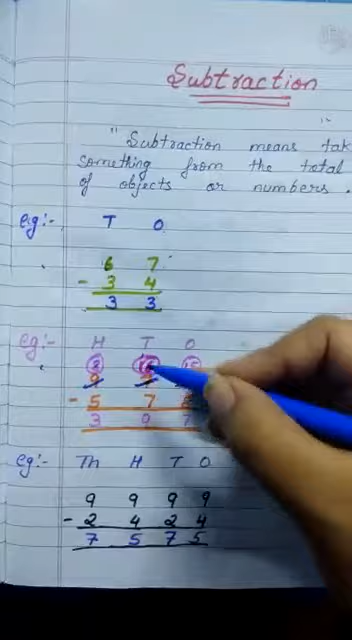 Subtraction
:-
" Subtraction means tak
something from the total
of objects or numbers.
eg:- T O
6 7
- 3 4
3 3
eg:- H T O
- 5 7
3 9 7
eg:- Th H T O
9 9 9 9
- 2 4 2 4
7 5 7 5